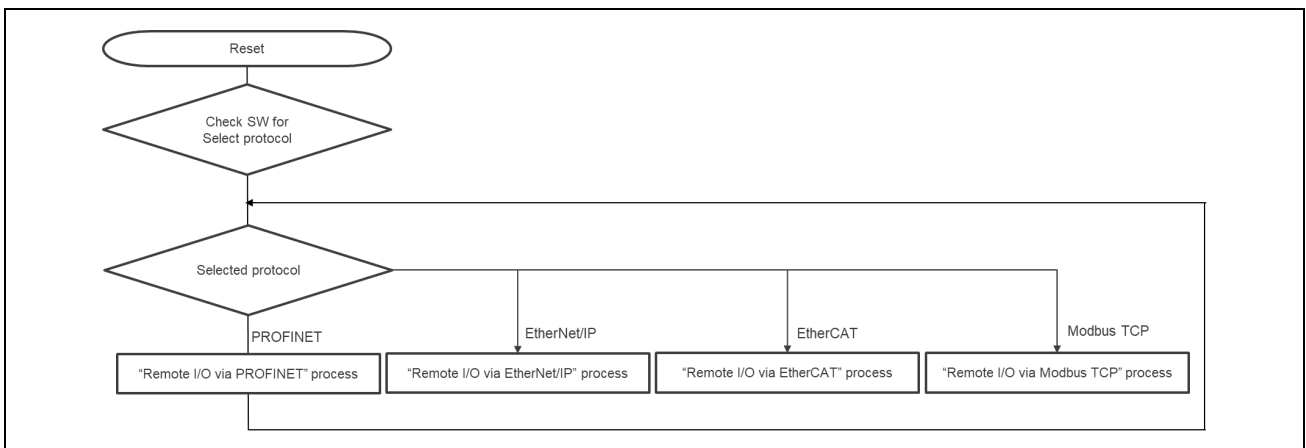 Reset
Check SW for
Select protocol
Selected protocol
PROFINET
EtherNet/IP
EtherCAT
Modbus TCP
“Remote I/O via PROFINET” process
“Remote I/O via EtherNet/IP” process
“Remote I/O via EtherCAT” process
“Remote I/O via Modbus TCP” process